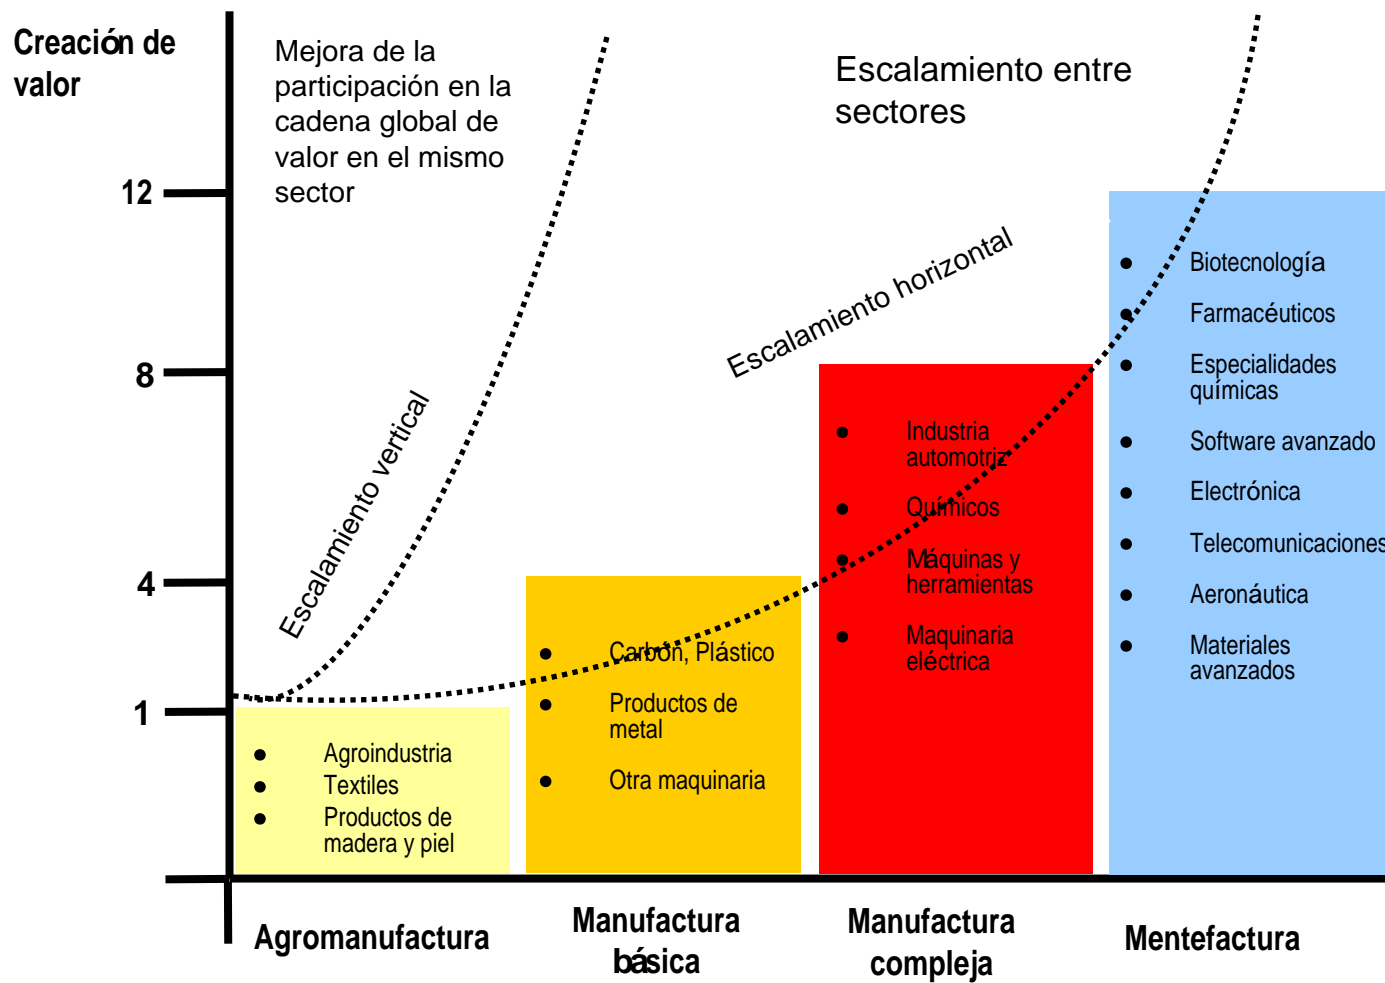 Creación de
valor
Mejora de la
participación en la
cadena global de
valor en el mismo
sector
Escalamiento entre
sectores
12
8
4
1
Escalamiento vertical
Escalamiento horizontal
Agroindustria
Textiles
Productos de
madera y piel
Carbón, Plástico
Productos de
metal
Otra maquinaria
Industria
automotriz
Químicos
Máquinas y
herramientas
Maquinaria
eléctrica
Biotecnología
Farmacéuticos
Especialidades
químicas
Software avanzado
Electrónica
Telecomunicaciones
Aeronáutica
Materiales
avanzados
Agromanufactura
Manufactura
básica
Manufactura
compleja
Mentefactura